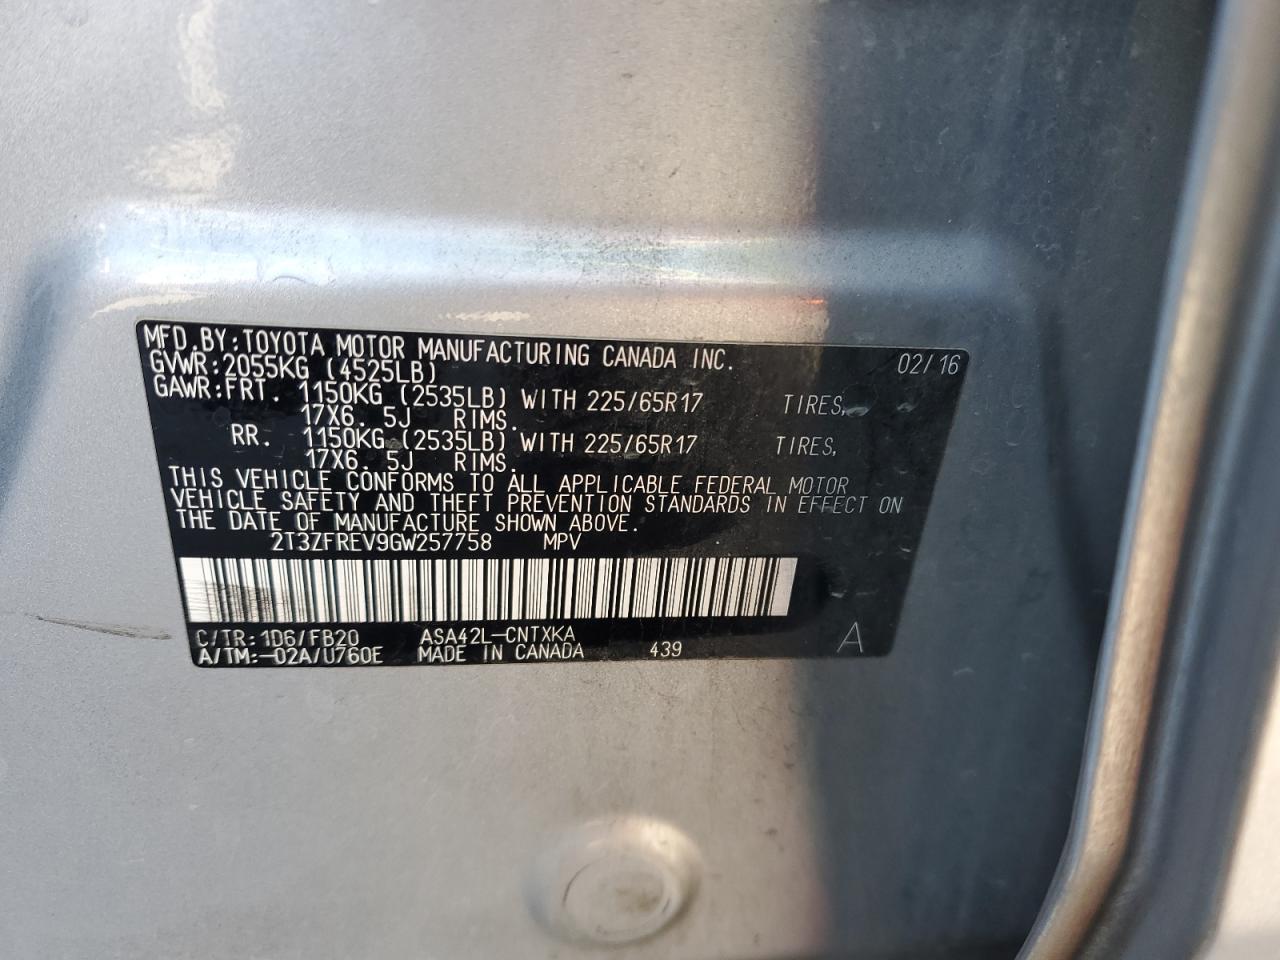 MFD.BY:TOYOTA MOTOR MANUFACTURING CANADA INC. 02/16
GVWR:2055KG (4525LB)
GAWR:FRT. 1150KG (2535LB) WITH 225/65R17 TIRES,
17X6. 5J RIMS.
RR. 1150KG (2535LB) WITH 225/65R17 TIRES,
17X6. 5J RIMS.
THIS VEHICLE CONFORMS TO ALL APPLICABLE FEDERAL MOTOR
VEHICLE SAFETY AND THEFT PREVENTION STANDARDS IN EFFECT ON
THE DATE OF MANUFACTURE SHOWN ABOVE.
2T3ZFREV9GW257758 MPV
C/TR:1D6/FB20 ASA42L-CNTXKA A
A/TM:-02A/U760E MADE IN CANADA 439